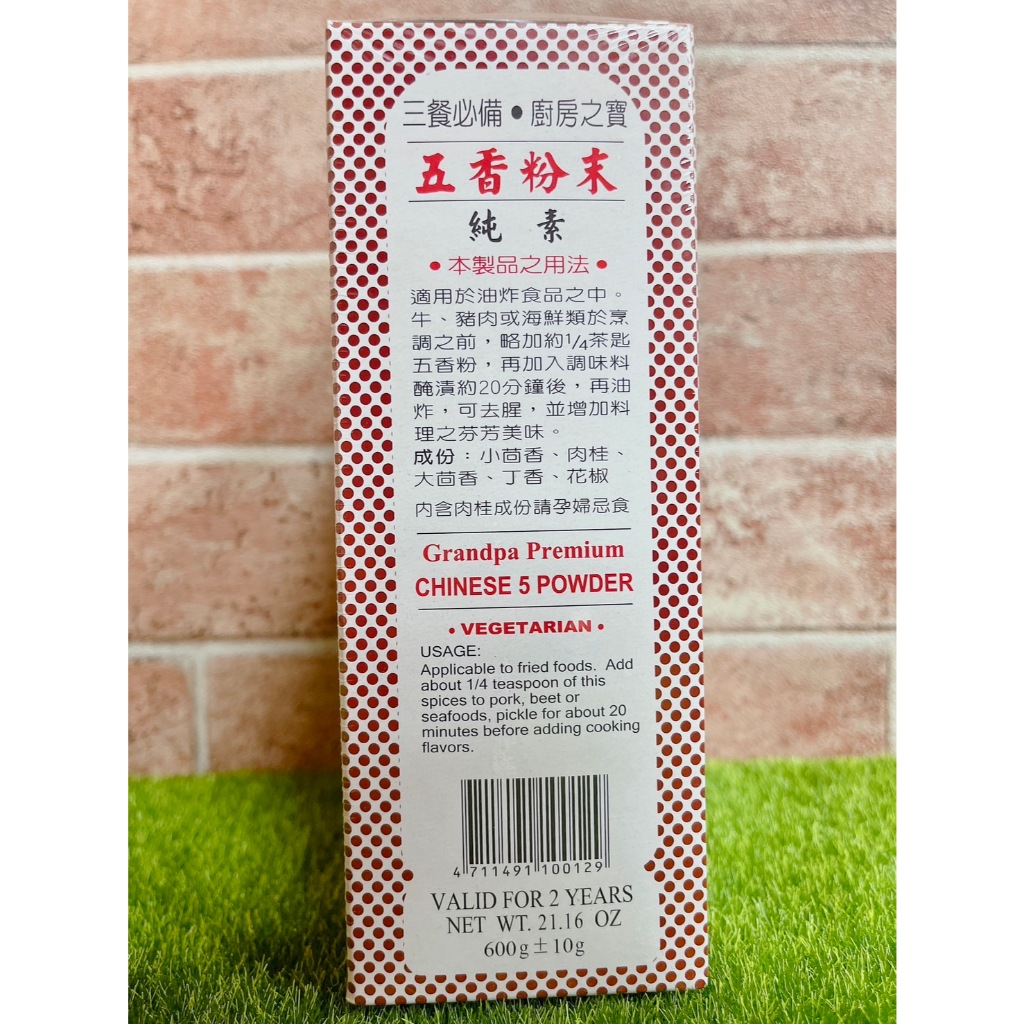 三餐必備●廚房之寶
五香粉末
純素
●本製品之用法●
適用於油炸食品之中。
牛、豬肉或海鮮類於烹
調之前，略加約1/4茶匙
五香粉，再加入調味料
醃漬約20分鐘後，再油
炸，可去腥，並增加料
理之芬芳美味。
成份：小茴香、肉桂、
大茴香、丁香、花椒
內含肉桂成份請孕婦忌食
Grandpa Premium
CHINESE 5 POWDER
• VEGETARIAN •
USAGE:
Applicable to fried foods. Add
about 1/4 teaspoon of this
spices to pork, beet or
seafoods, pickle for about 20
minutes before adding cooking
flavors.
4 711491 100129
VALID FOR 2 YEARS
NET WT. 21.16 OZ
600g±10g